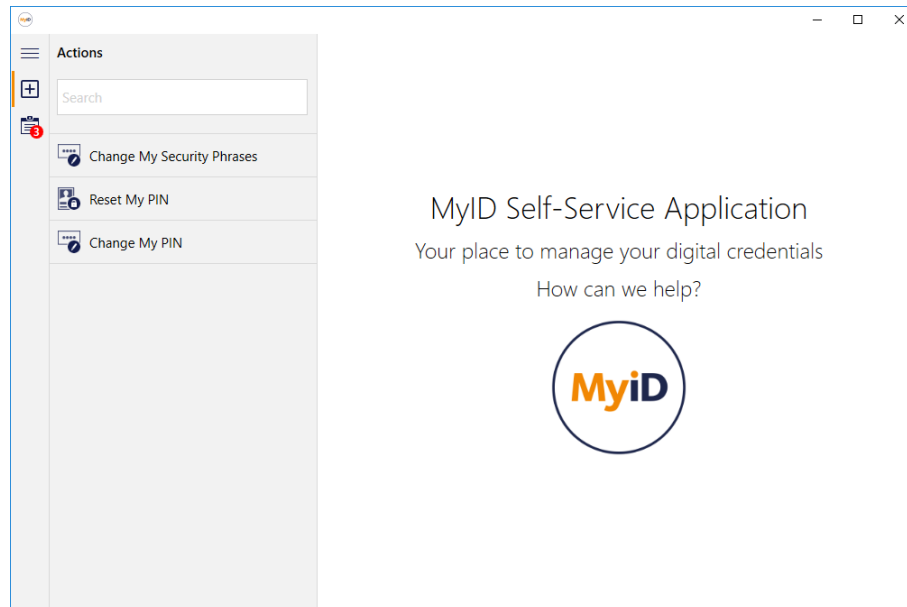 Actions
Search
3
Change My Security Phrases
Reset My PIN
Change My PIN
MyID Self-Service Application
Your place to manage your digital credentials
How can we help?
MyiD